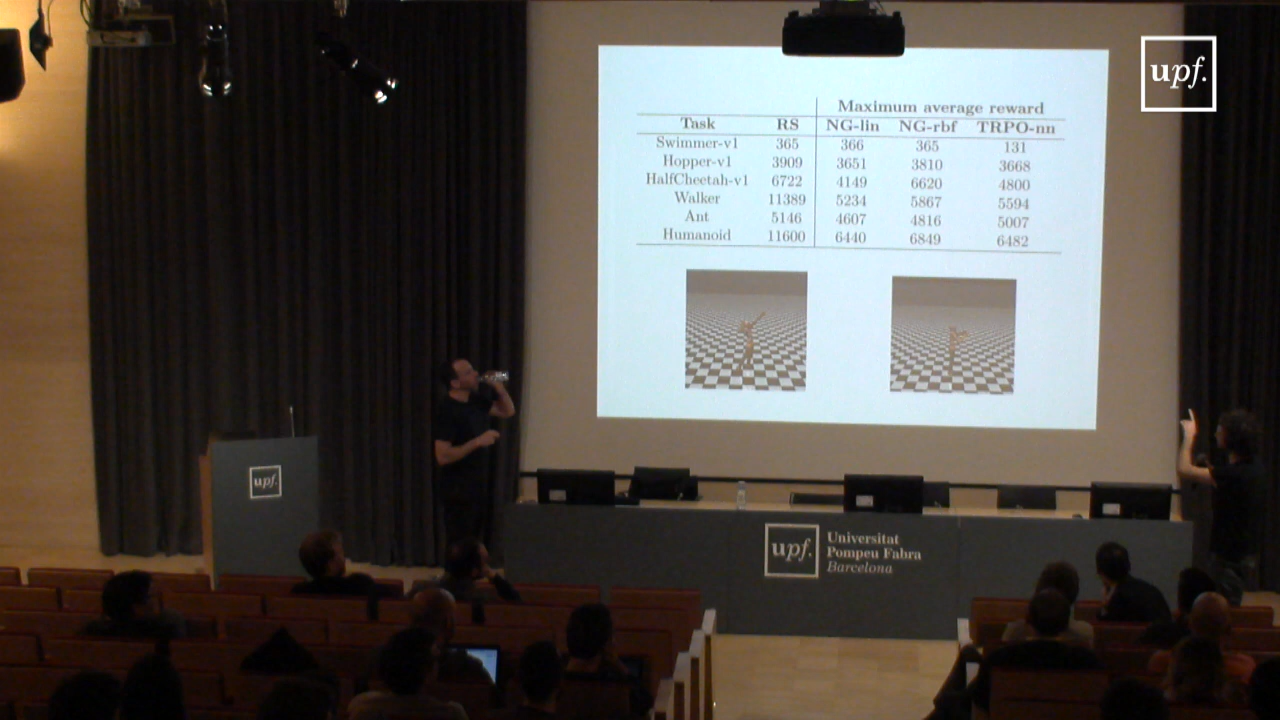 upf.
Maximum average reward
Task RS NG-lin NG-rbf TRPO-nn
Swimmer-v1 365 366 365 131
Hopper-v1 3909 3651 3810 3668
HalfCheetah-v1 6722 4149 6620 4800
Walker 11389 5234 5867 5594
Ant 5146 4607 4816 5007
Humanoid 11600 6440 6849 6482
upf.
upf.
Universitat
Pompeu Fabra
Barcelona